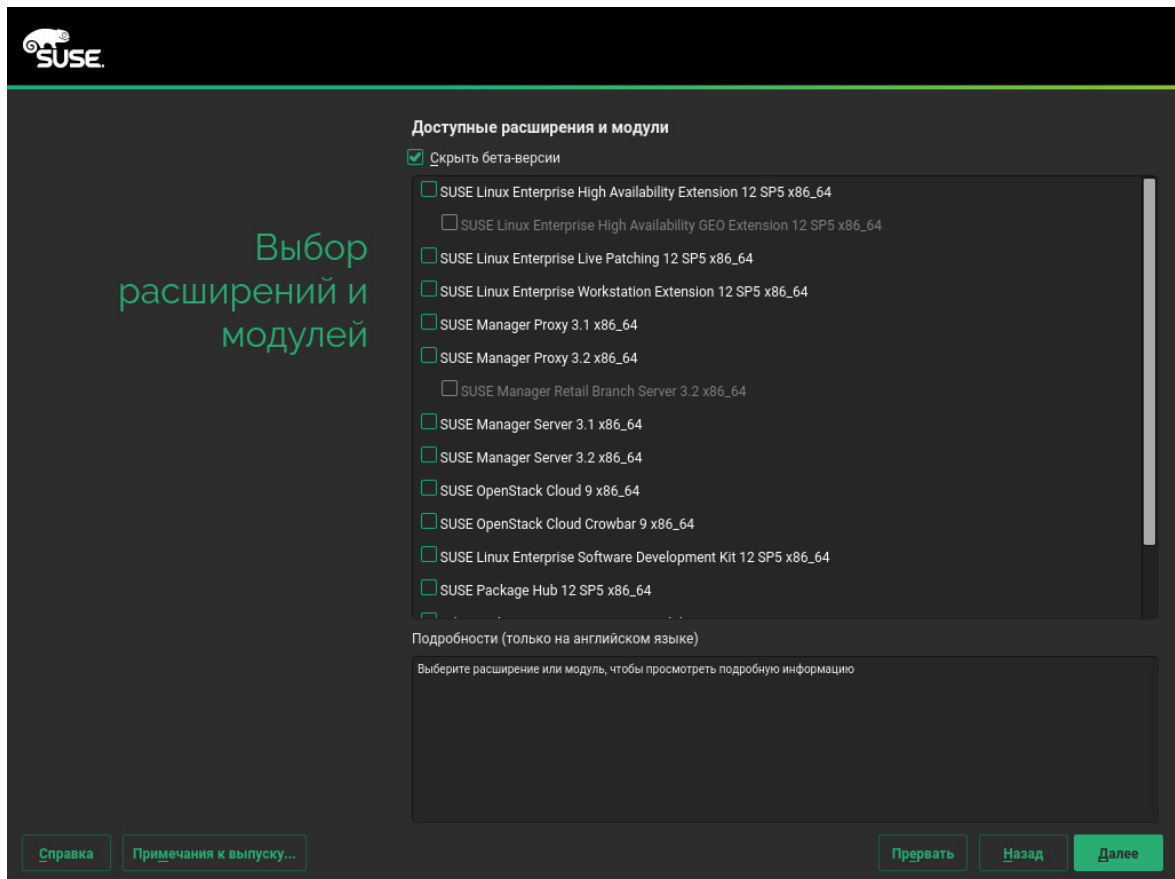 SUSE.
Доступные расширения и модули
Скрыть бета-версии
Выбор
расширений и
модулей
SUSE Linux Enterprise High Availability Extension 12 SP5 x86_64
SUSE Linux Enterprise High Availability GEO Extension 12 SP5 x86_64
SUSE Linux Enterprise Live Patching 12 SP5 x86_64
SUSE Linux Enterprise Workstation Extension 12 SP5 x86_64
SUSE Manager Proxy 3.1 x86_64
SUSE Manager Proxy 3.2 x86_64
SUSE Manager Retail Branch Server 3.2 x86_64
SUSE Manager Server 3.1 x86_64
SUSE Manager Server 3.2 x86_64
SUSE OpenStack Cloud 9 x86_64
SUSE OpenStack Cloud Crowbar 9 x86_64
SUSE Linux Enterprise Software Development Kit 12 SP5 x86_64
SUSE Package Hub 12 SP5 x86_64
Подробности (только на английском языке)
Выберите расширение или модуль, чтобы просмотреть подробную информацию
Справка
Примечания к выпуску...
Прервать
Назад
Далее